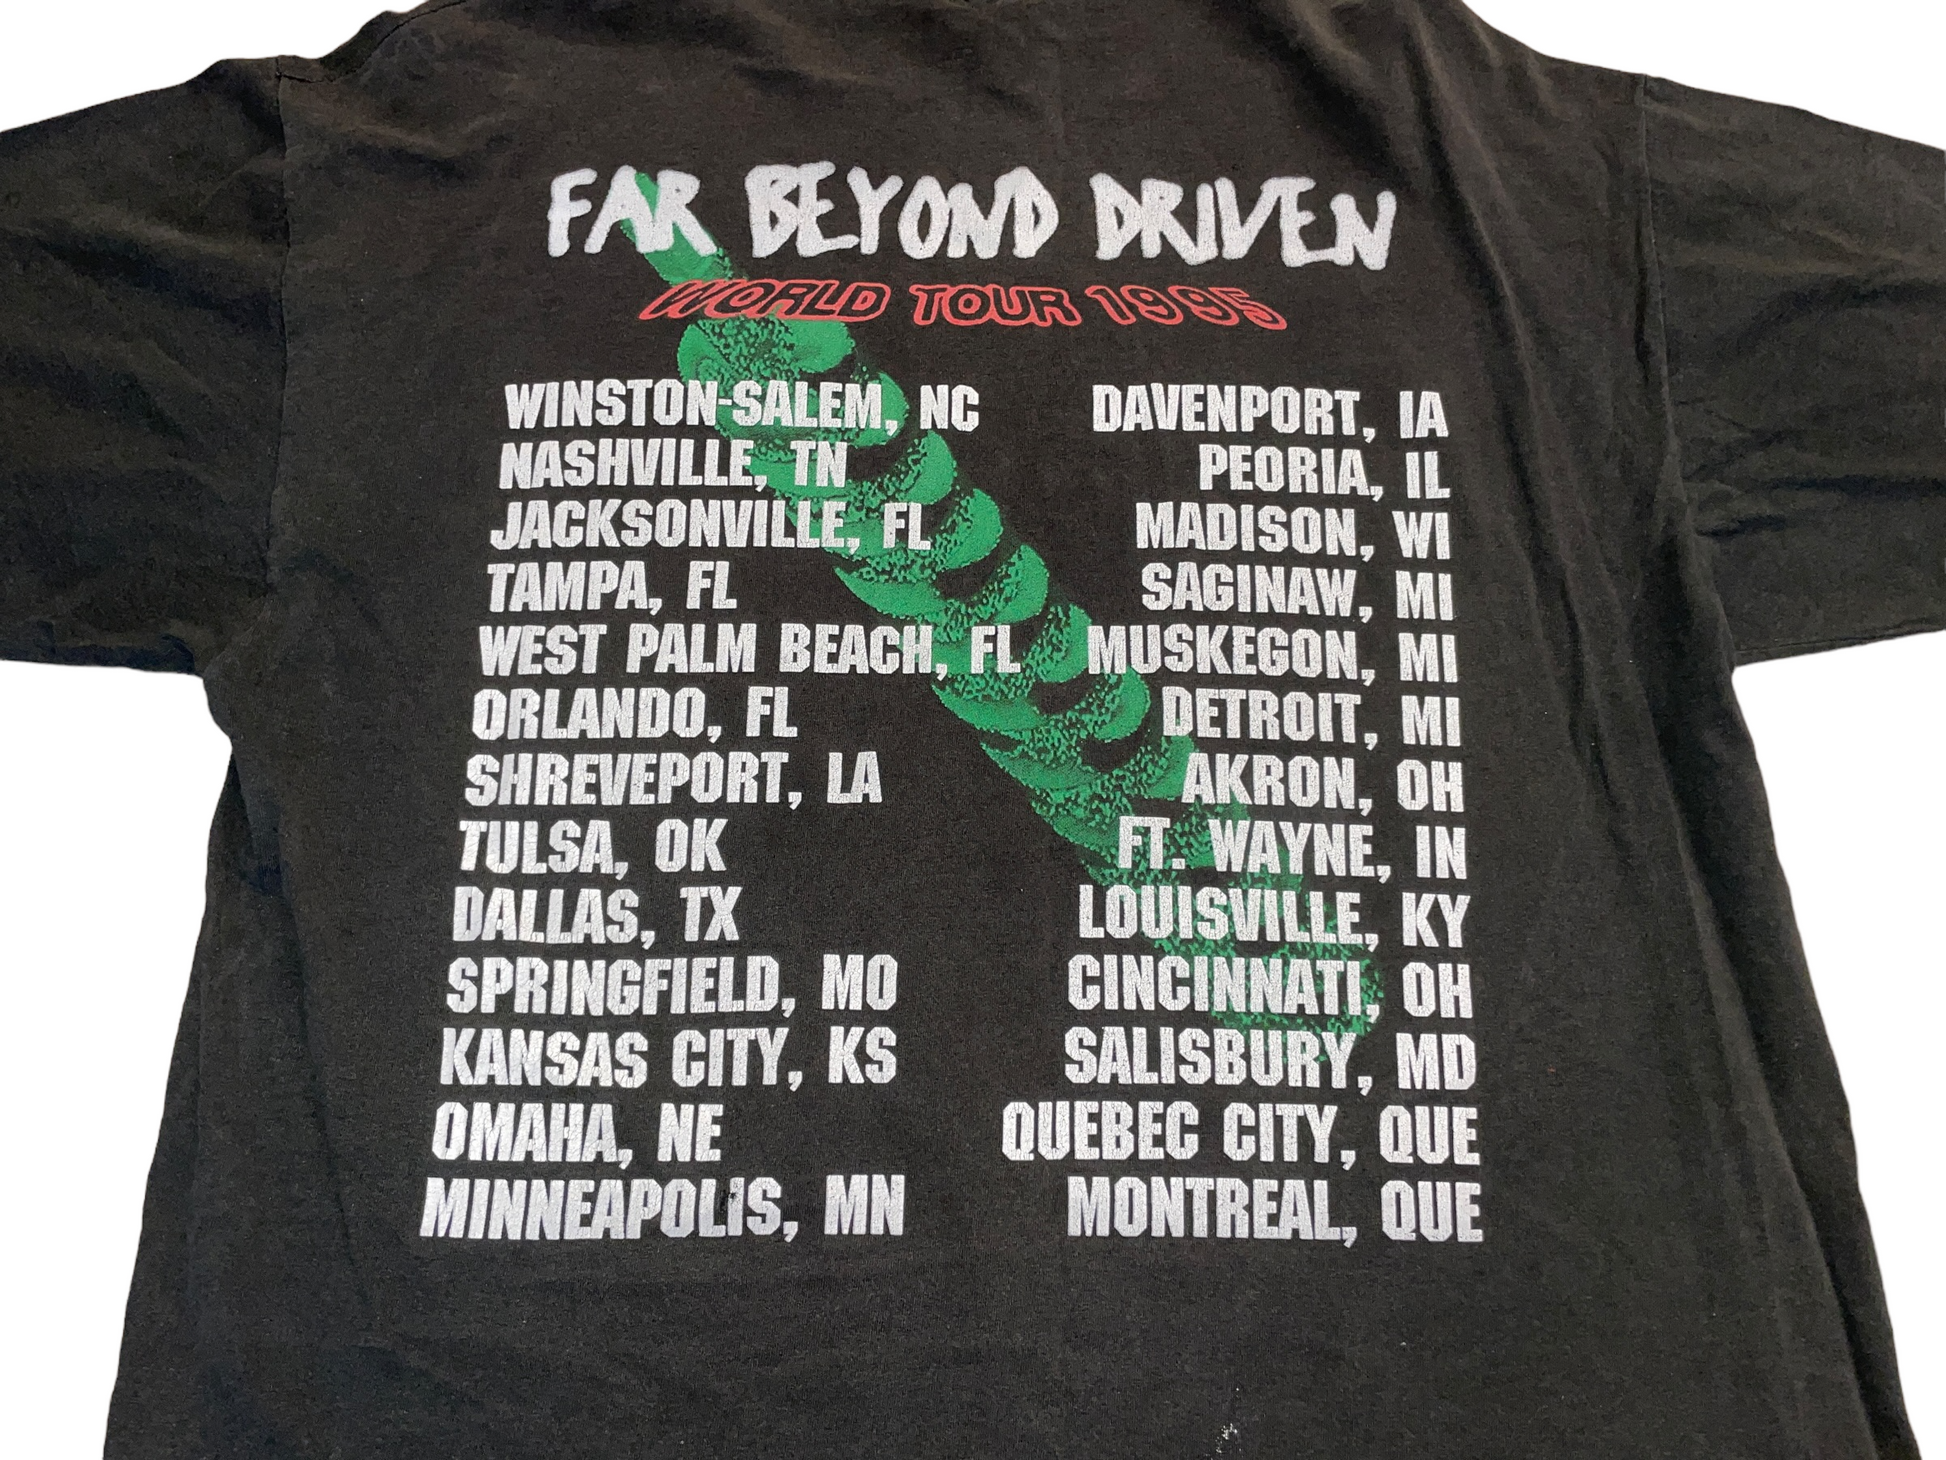 FAR BEYOND DRIVEN
WORLD TOUR 1995
WINSTON-SALEM, NC
NASHVILLE, TN
JACKSONVILLE, FL
TAMPA, FL
WEST PALM BEACH, FL
ORLANDO, FL
SHREVEPORT, LA
TULSA, OK
DALLAS, TX
SPRINGFIELD, MO
KANSAS CITY, KS
OMAHA, NE
MINNEAPOLIS, MN
DAVENPORT, IA
PEORIA, IL
MADISON, WI
SAGINAW, MI
MUSKEGON, MI
DETROIT, MI
AKRON, OH
FT. WAYNE, IN
LOUISVILLE, KY
CINCINNATI, OH
SALISBURY, MD
QUEBEC CITY, QUE
MONTREAL, QUE